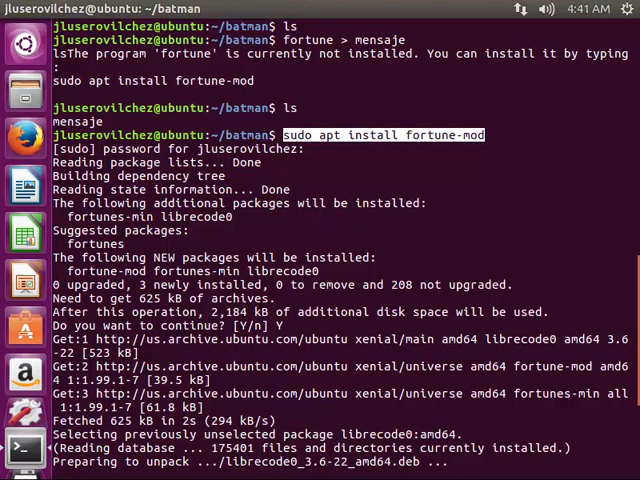 jluserovilchez@ubuntu: ~/batman
4:41 AM
jluserovilchez@ubuntu:~/batman$ ls
jluserovilchez@ubuntu:~/batman$ fortune > mensaje
lsThe program 'fortune' is currently not installed. You can install it by typing
:
sudo apt install fortune-mod
jluserovilchez@ubuntu:~/batman$ ls
mensaje
jluserovilchez@ubuntu:~/batman$ sudo apt install fortune-mod
[sudo] password for jluserovilchez:
Reading package lists... Done
Building dependency tree
Reading state information... Done
The following additional packages will be installed:
fortunes-min librecode0
Suggested packages:
fortunes
The following NEW packages will be installed:
fortune-mod fortunes-min librecode0
0 upgraded, 3 newly installed, 0 to remove and 208 not upgraded.
Need to get 625 kB of archives.
After this operation, 2,184 kB of additional disk space will be used.
Do you want to continue? [Y/n] Y
Get:1 http://us.archive.ubuntu.com/ubuntu xenial/main amd64 librecode0 amd64 3.6
-22 [523 kB]
Get:2 http://us.archive.ubuntu.com/ubuntu xenial/universe amd64 fortune-mod amd6
4 1:1.99.1-7 [39.5 kB]
Get:3 http://us.archive.ubuntu.com/ubuntu xenial/universe amd64 fortunes-min all
1:1.99.1-7 [61.8 kB]
Fetched 625 kB in 2s (294 kB/s)
Selecting previously unselected package librecode0:amd64.
(Reading database ... 175401 files and directories currently installed.)
Preparing to unpack .../librecode0_3.6-22_amd64.deb ...